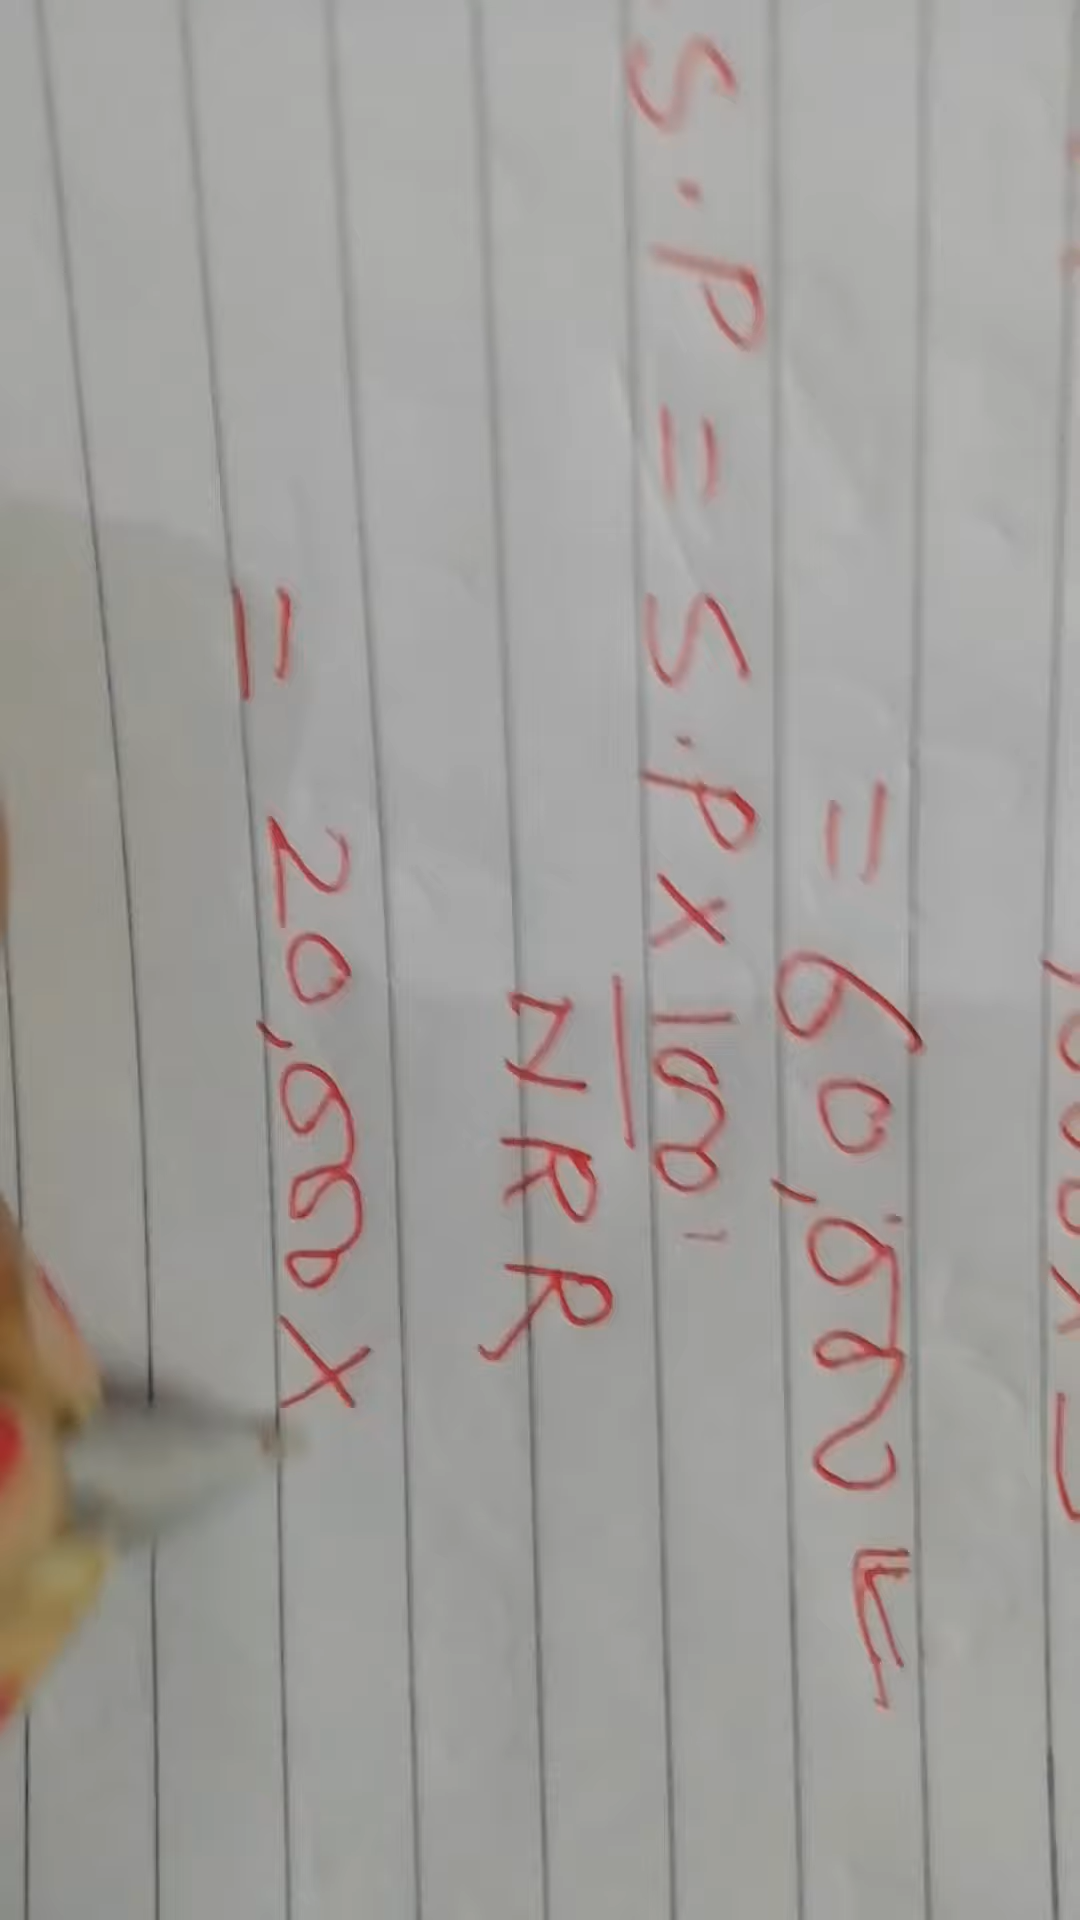 = 60,000
S.P = S.P x 100
NRR
= 20,000 x